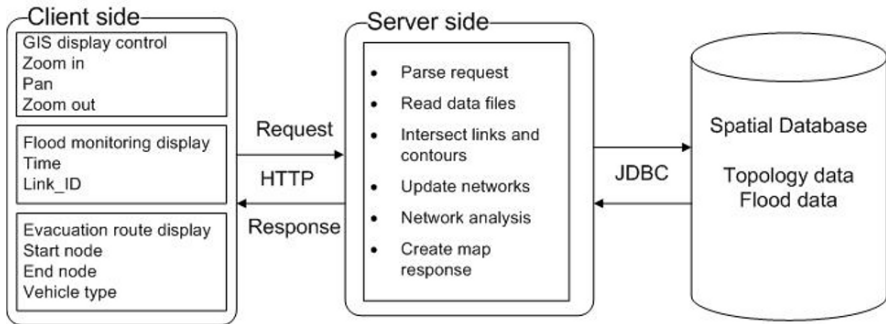 Client side
GIS display control
Zoom in
Pan
Zoom out
Flood monitoring display
Time
Link_ID
Evacuation route display
Start node
End node
Vehicle type
Request
HTTP
Response
Server side
• Parse request
• Read data files
• Intersect links and
contours
• Update networks
• Network analysis
• Create map
response
JDBC
Spatial Database
Topology data
Flood data